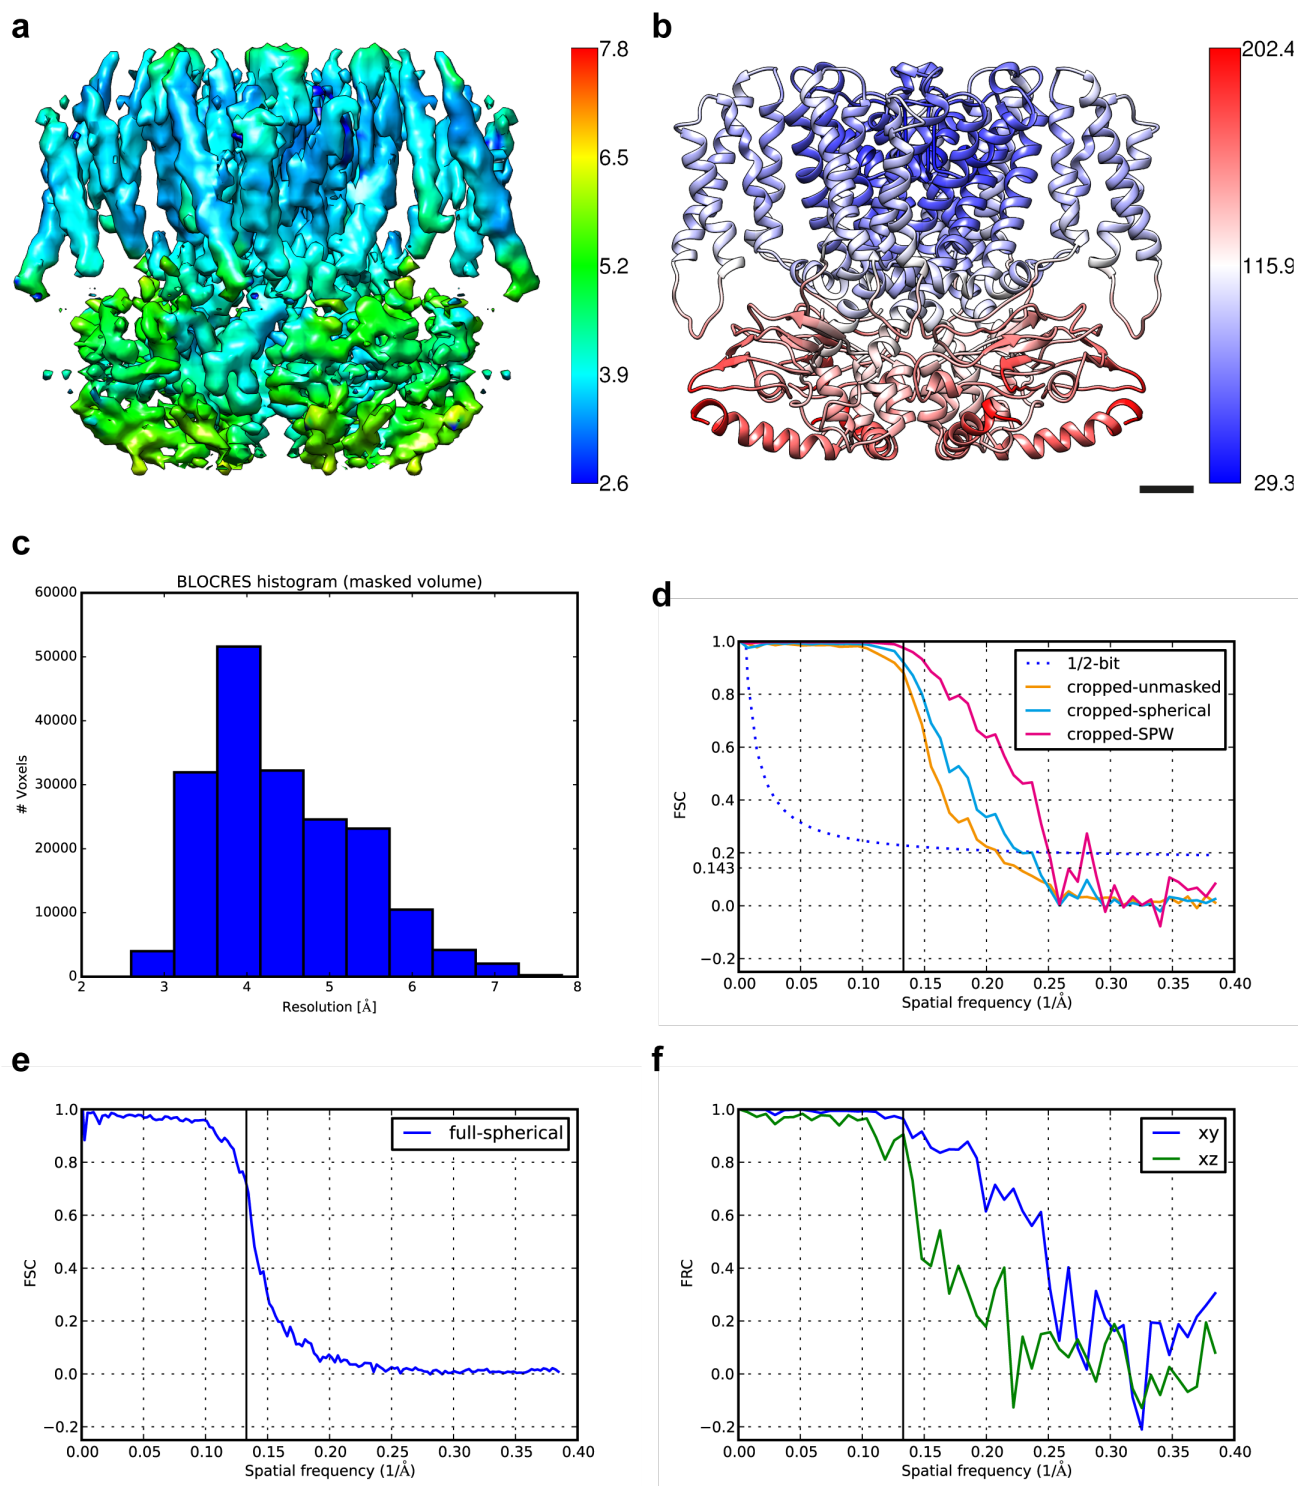 a
7.8
6.5
5.2
3.9
2.6
b
202.4
115.9
29.3
c
BLOCRES histogram (masked volume)
60000
50000
40000
30000
20000
10000
0
# Voxels
2 3 4 5 6 7 8
Resolution [Å]
d
1.0
0.8
0.6
0.4
0.2
0.143
0.0
−0.2
FSC
1/2-bit
cropped-unmasked
cropped-spherical
cropped-SPW
0.00 0.05 0.10 0.15 0.20 0.25 0.30 0.35 0.40
Spatial frequency (1/Å)
e
1.0
0.8
0.6
0.4
0.2
0.0
−0.2
FSC
full-spherical
0.00 0.05 0.10 0.15 0.20 0.25 0.30 0.35 0.40
Spatial frequency (1/Å)
f
1.0
0.8
0.6
0.4
0.2
0.0
−0.2
FRC
xy
xz
0.00 0.05 0.10 0.15 0.20 0.25 0.30 0.35 0.40
Spatial frequency (1/Å)